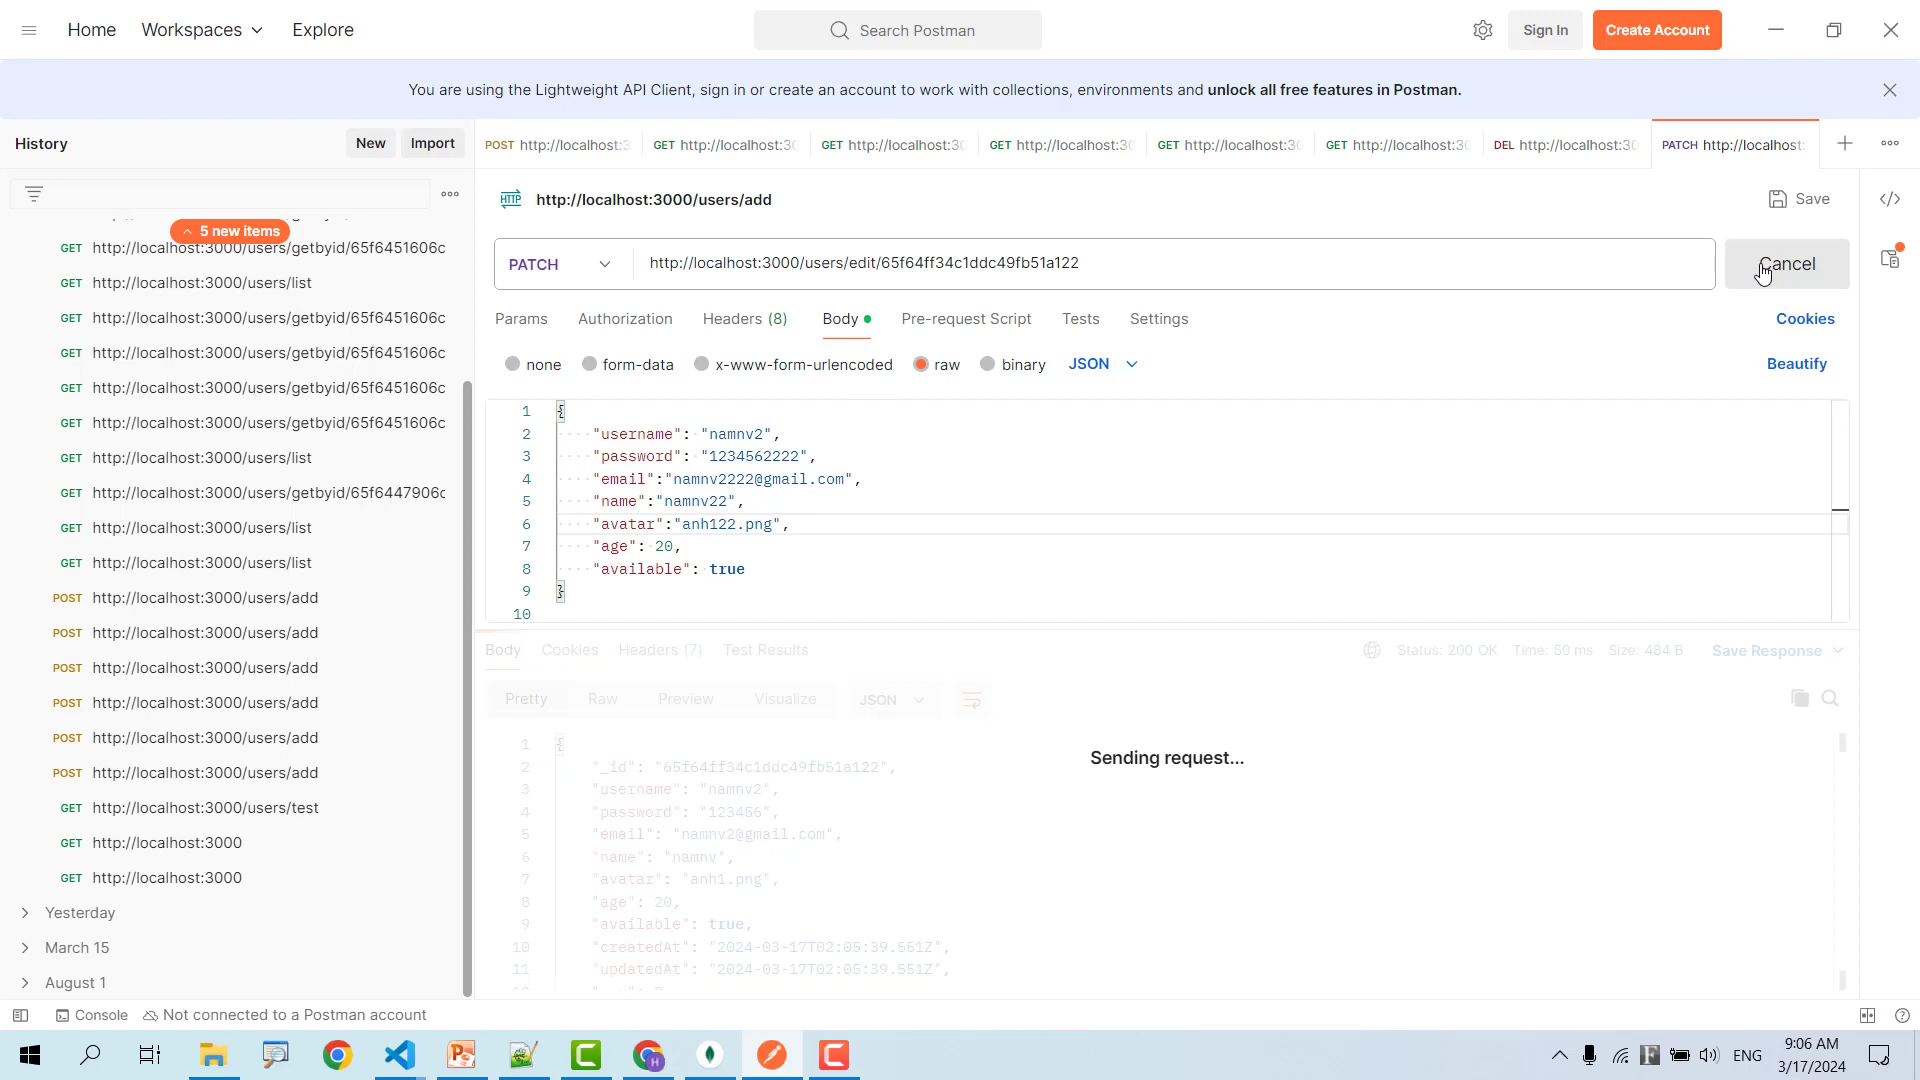 Home Workspaces Explore Search Postman Sign In Create Account
You are using the Lightweight API Client, sign in or create an account to work with collections, environments and unlock all free features in Postman.
History New Import
POST http://localhost:3 GET http://localhost:30 GET http://localhost:30 GET http://localhost:30 GET http://localhost:30 GET http://localhost:30 DEL http://localhost:30 PATCH http://localhost:
HTTP http://localhost:3000/users/add Save
5 new items
GET http://localhost:3000/users/getbyid/65f6451606c
GET http://localhost:3000/users/list
GET http://localhost:3000/users/getbyid/65f6451606c
GET http://localhost:3000/users/getbyid/65f6451606c
GET http://localhost:3000/users/getbyid/65f6451606c
GET http://localhost:3000/users/getbyid/65f6451606c
GET http://localhost:3000/users/list
GET http://localhost:3000/users/getbyid/65f6447906c
GET http://localhost:3000/users/list
GET http://localhost:3000/users/list
POST http://localhost:3000/users/add
POST http://localhost:3000/users/add
POST http://localhost:3000/users/add
POST http://localhost:3000/users/add
POST http://localhost:3000/users/add
POST http://localhost:3000/users/add
GET http://localhost:3000/users/test
GET http://localhost:3000
GET http://localhost:3000
Yesterday
March 15
August 1
PATCH http://localhost:3000/users/edit/65f64ff34c1ddc49fb51a122 Cancel
Params Authorization Headers (8) Body Pre-request Script Tests Settings Cookies
none form-data x-www-form-urlencoded raw binary JSON Beautify
1 {
2 "username": "namnv2",
3 "password": "1234562222",
4 "email":"namnv2222@gmail.com",
5 "name":"namnv22",
6 "avatar":"anh122.png",
7 "age": 20,
8 "available": true
9 }
10
Body Cookies Headers (7) Test Results Status: 200 OK Time: 50 ms Size: 484 B Save Response
Pretty Raw Preview Visualize JSON
Sending request...
1 {
2 "_id": "65f64ff34c1ddc49fb51a122",
3 "username": "namnv2",
4 "password": "123456",
5 "email": "namnv2@gmail.com",
6 "name": "namnv",
7 "avatar": "anh1.png",
8 "age": 20,
9 "available": true,
10 "createdAt": "2024-03-17T02:05:39.551Z",
11 "updatedAt": "2024-03-17T02:05:39.551Z",
Console Not connected to a Postman account
ENG 9:06 AM
3/17/2024